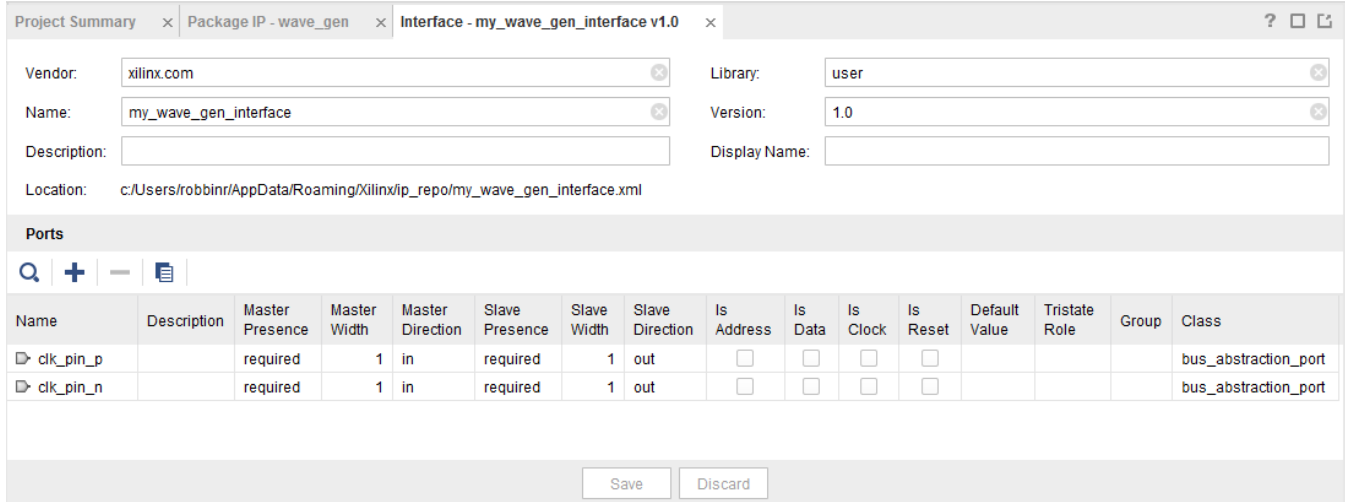 Project Summary × Package IP - wave_gen × Interface - my_wave_gen_interface v1.0 × ?
Vendor: xilinx.com Library: user
Name: my_wave_gen_interface Version: 1.0
Description: Display Name:
Location: c:/Users/robbinr/AppData/Roaming/Xilinx/ip_repo/my_wave_gen_interface.xml
Ports
Name Description Master Presence Master Width Master Direction Slave Presence Slave Width Slave Direction Is Address Is Data Is Clock Is Reset Default Value Tristate Role Group Class
clk_pin_p required 1 in required 1 out bus_abstraction_port
clk_pin_n required 1 in required 1 out bus_abstraction_port
Save Discard